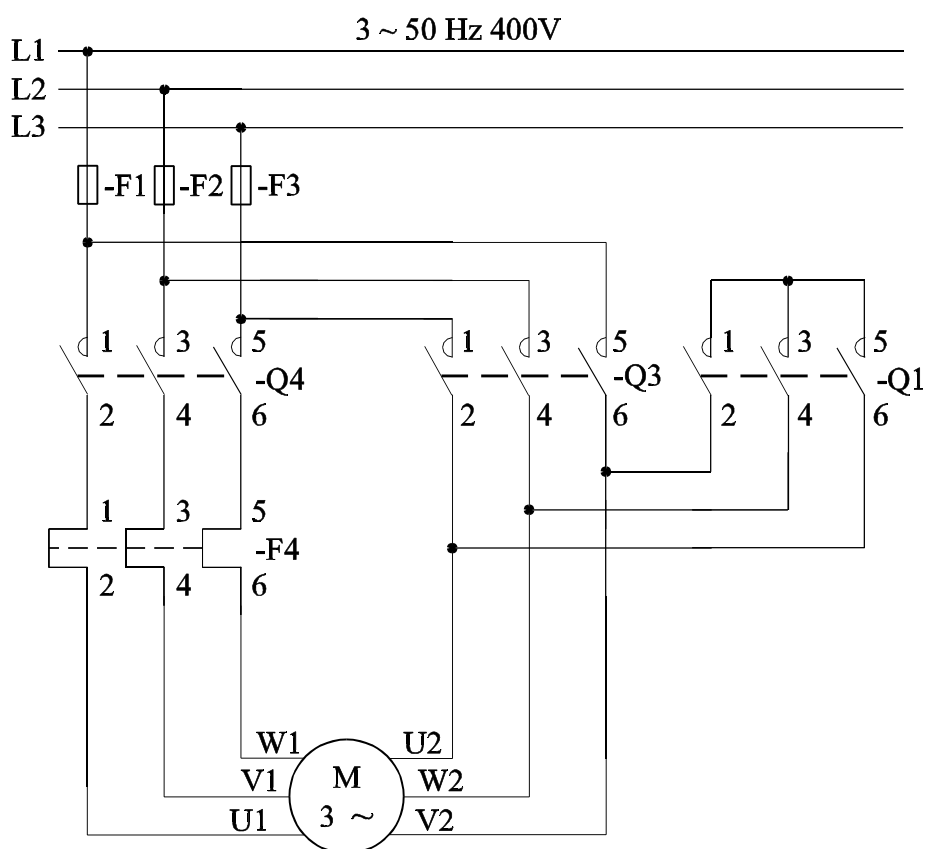 3 ~ 50 Hz 400V
L1
L2
L3
-F1 -F2 -F3
1 3 5 1 3 5 1 3 5
-Q4 -Q3 -Q1
2 4 6 2 4 6 2 4 6
1 3 5
-F4
2 4 6
W1 U2
M
V1 W2
3 ~
U1 V2